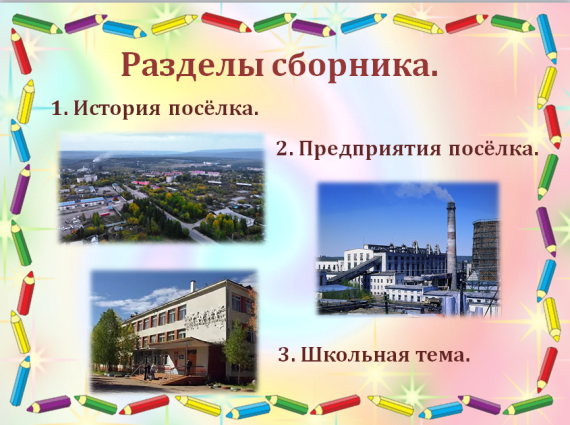 Разделы сборника.
1. История посёлка.
2. Предприятия посёлка.
3. Школьная тема.